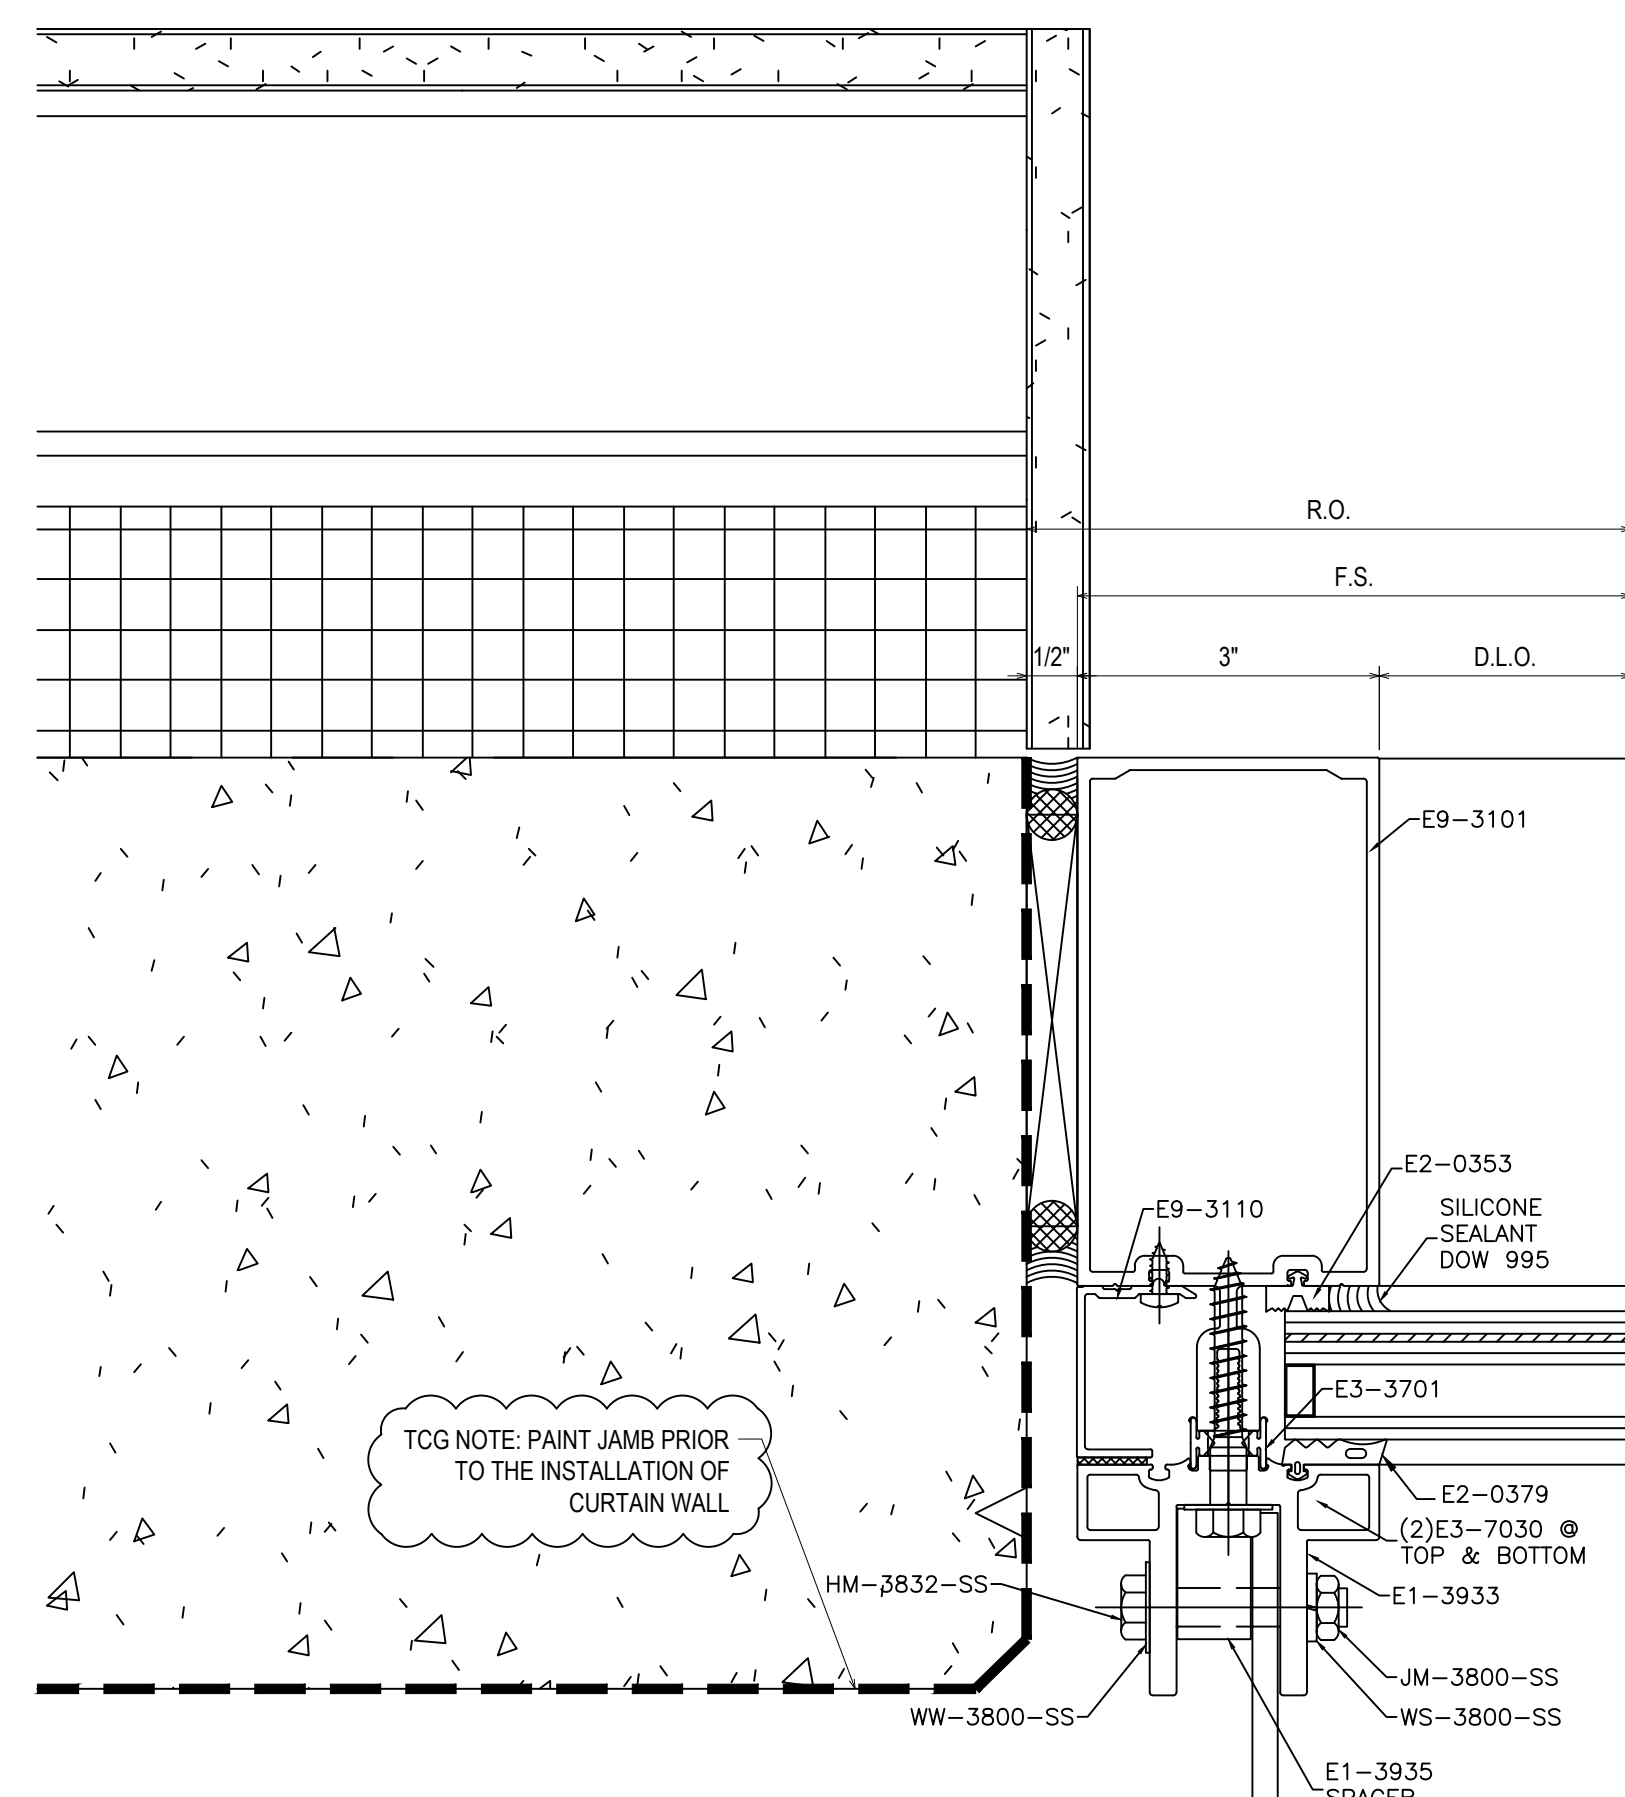 R.O.
F.S.
1/2"
3"
D.L.O.
E9-3101
E2-0353
E9-3110
SILICONE
SEALANT
DOW 995
E3-3701
TCG NOTE: PAINT JAMB PRIOR
TO THE INSTALLATION OF
CURTAIN WALL
E2-0379
(2)E3-7030 @
TOP & BOTTOM
HM-3832-SS
E1-3933
JM-3800-SS
WW-3800-SS
WS-3800-SS
E1-3935
SPACER